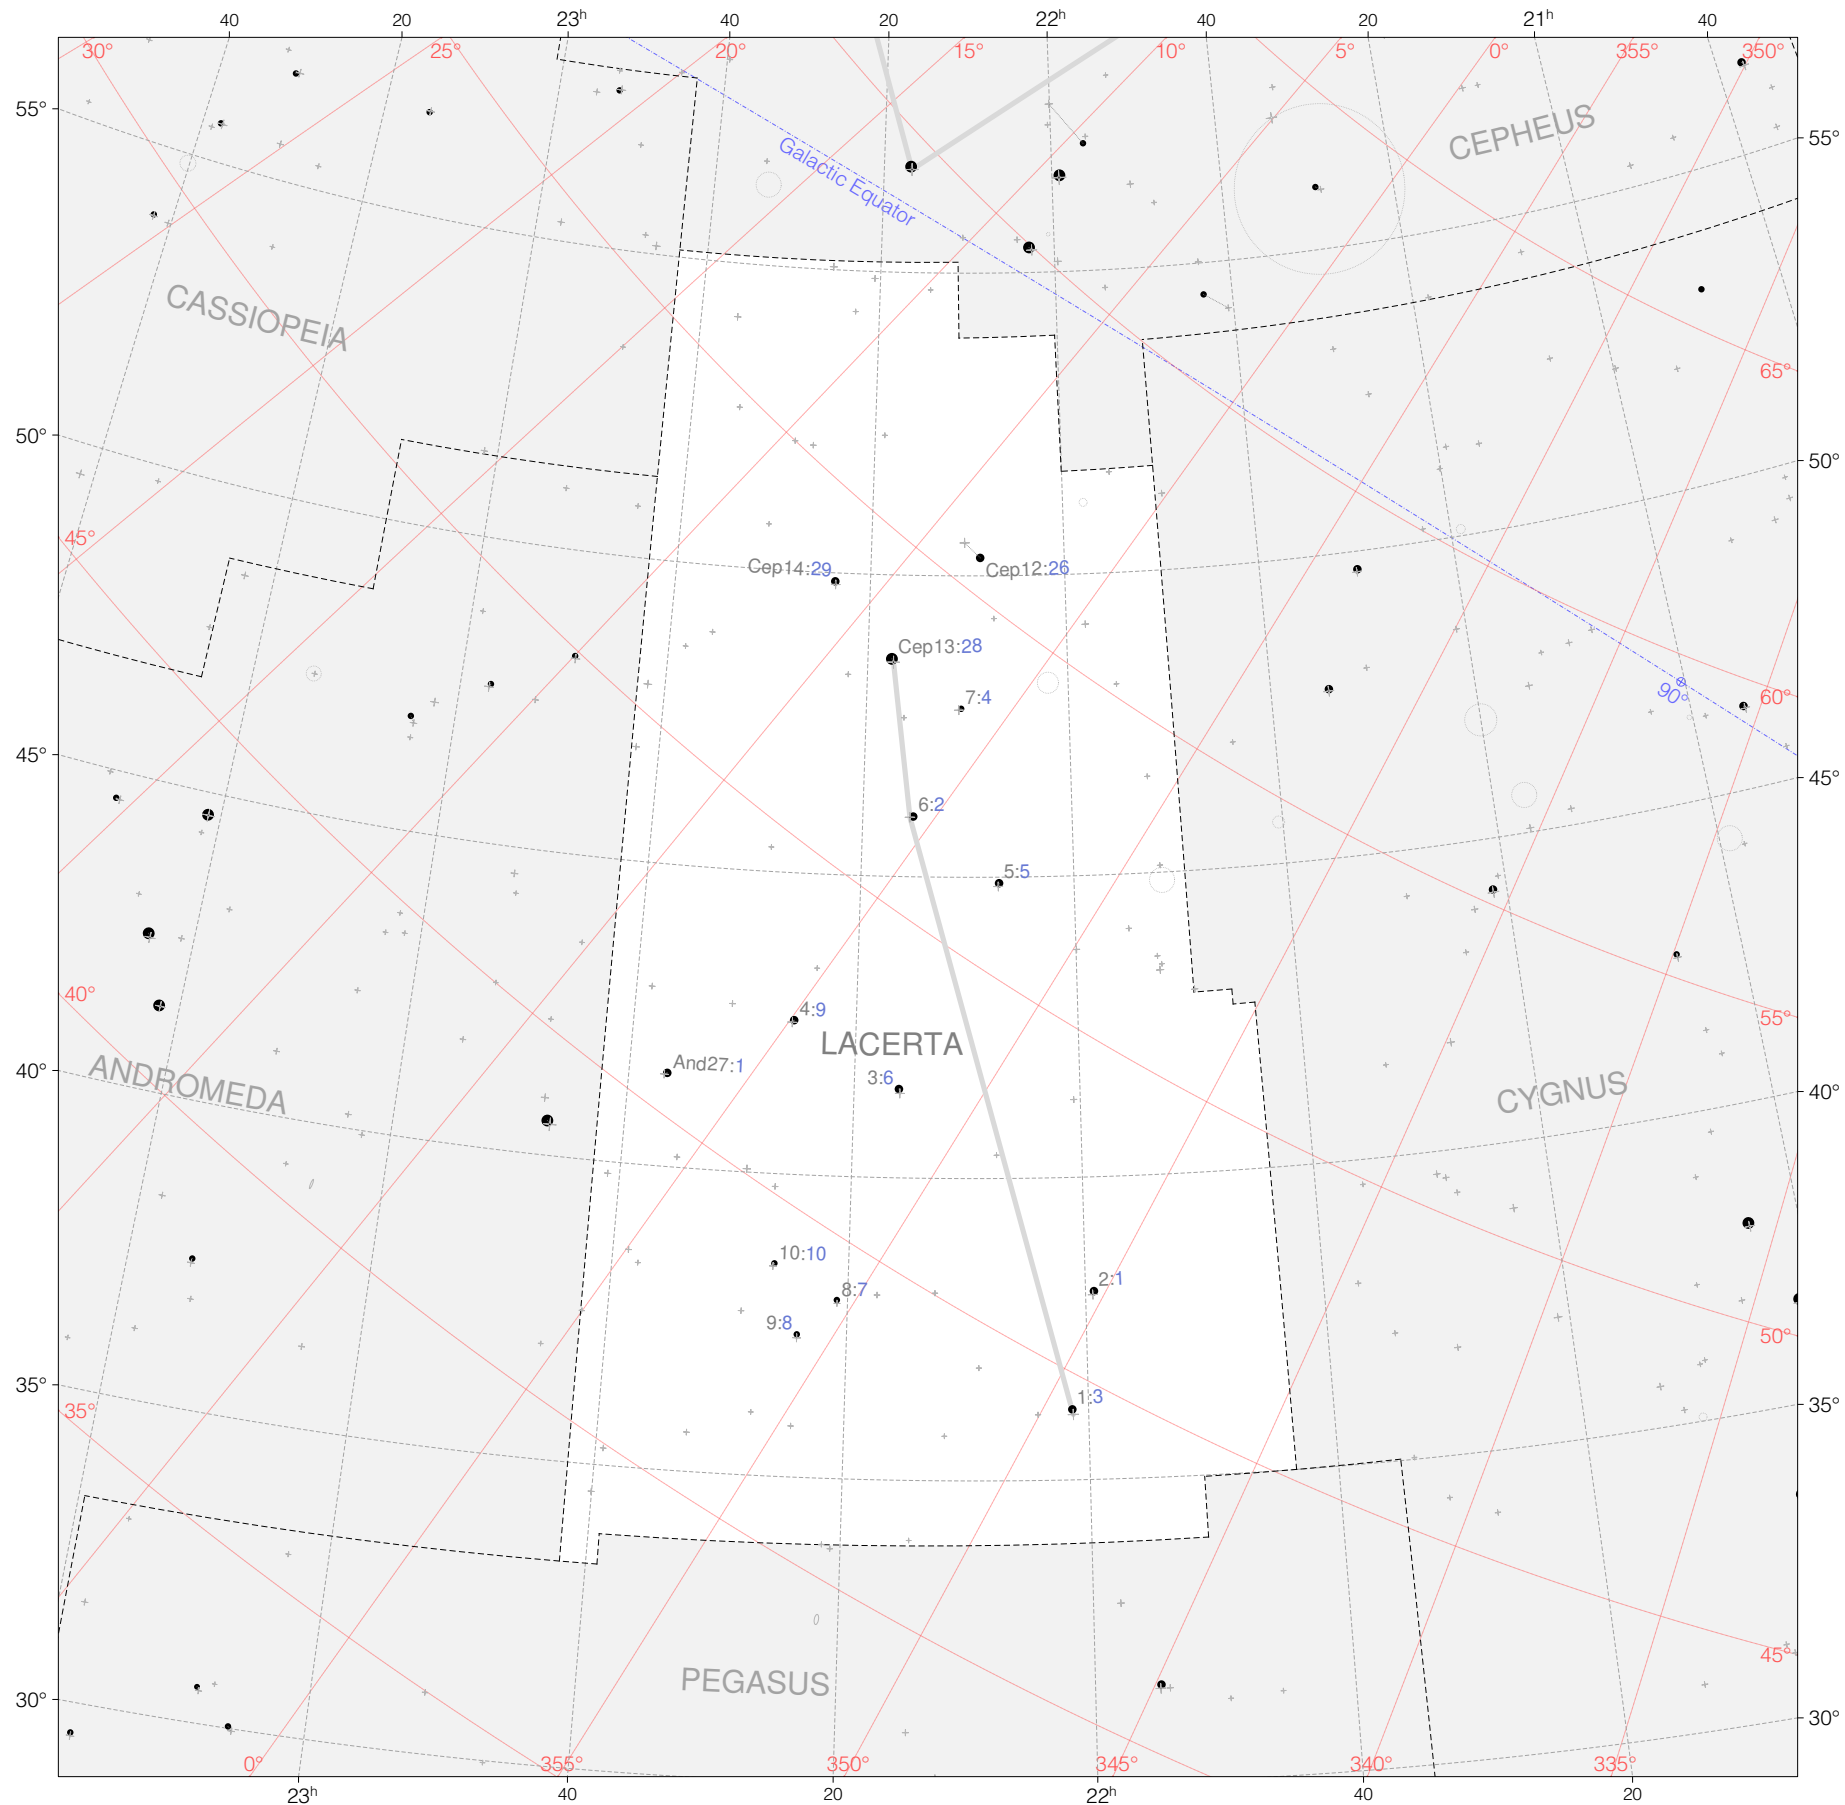 40 20 23h 40 20 22h 40 20 21h 40
30° 25° 20° 15° 10° 5° 0° 355° 350°
55°
CEPHEUS
55°
Galactic Equator
CASSIOPEIA
65°
50°
50°
45°
Cep14:29
Cep12:26
Cep13:28
7:4
90°
60°
45°
45°
6:2
5:5
40°
4:9
55°
LACERTA
And27:1
3:6
40°
ANDROMEDA
CYGNUS
40°
10:10
2:1
8:7
9:8
50°
35°
1:3
35°
35°
45°
PEGASUS
30°
30°
0° 355° 350° 345° 340° 335°
23h 40 20 22h 40 20